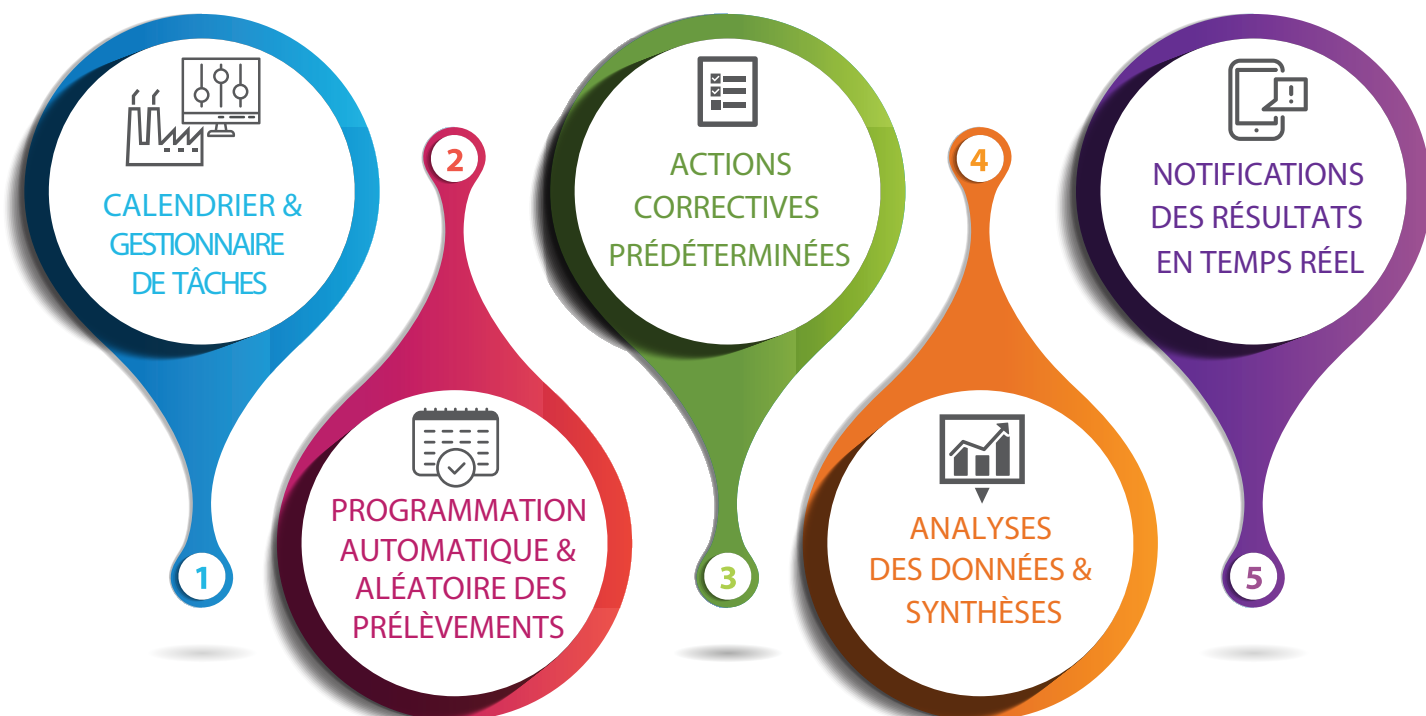 CALENDRIER &
GESTIONNAIRE
DE TÂCHES
1
2
PROGRAMMATION
AUTOMATIQUE &
ALÉATOIRE DES
PRÉLÈVEMENTS
ACTIONS
CORRECTIVES
PRÉDÉTERMINÉES
3
4
ANALYSES
DES DONNÉES &
SYNTHÈSES
NOTIFICATIONS
DES RÉSULTATS
EN TEMPS RÉEL
5